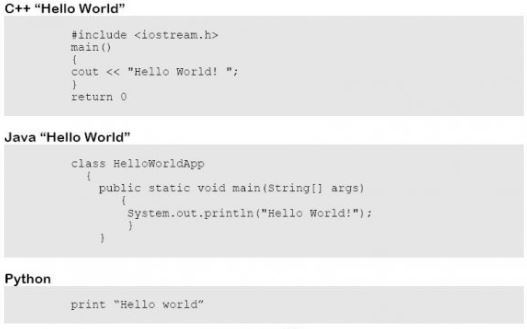 C++ “Hello World”
#include <iostream.h>
main()
{
cout << "Hello World! ";
}
return 0
Java “Hello World”
class HelloWorldApp
{
public static void main(String[] args)
{
System.out.println("Hello World!");
}
}
Python
print “Hello world”